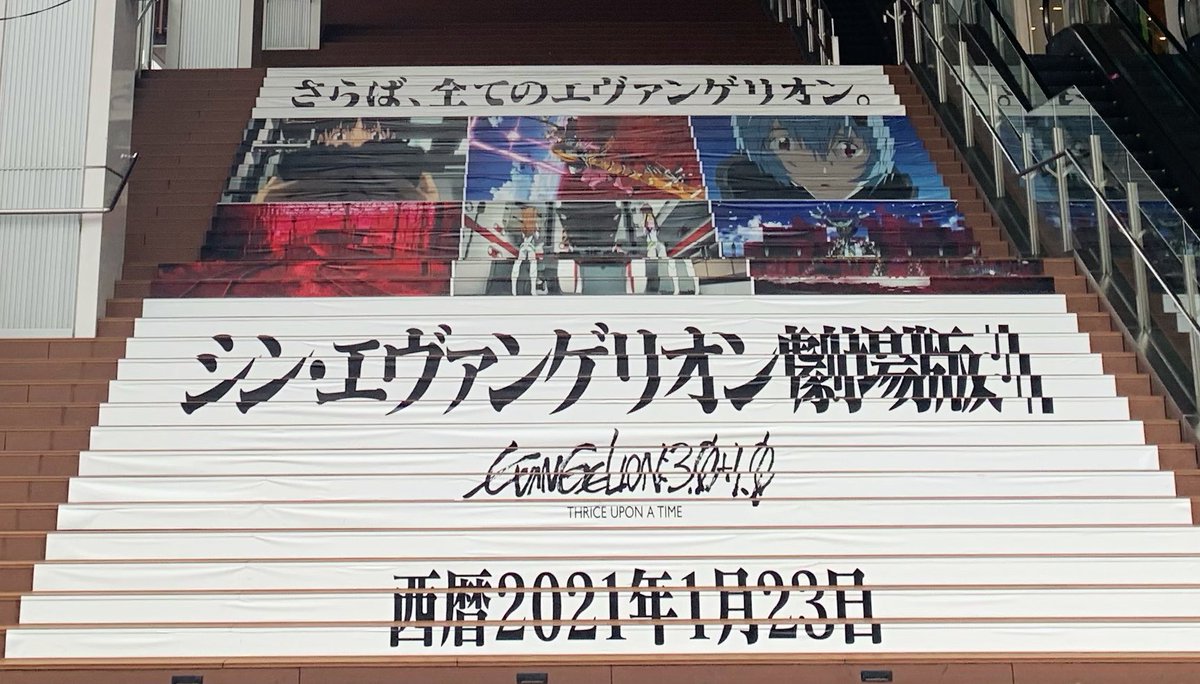 さらば、全てのエヴァンゲリオン。
シン・エヴァンゲリオン劇場版𝄇
EVANGELION:3.0+1.0
THRICE UPON A TIME
西暦2021年1月23日